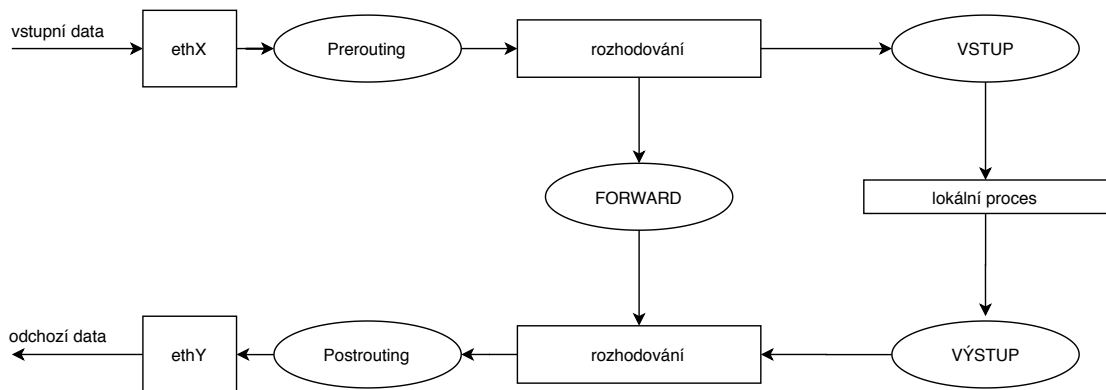 vstupní data
ethX
Prerouting
rozhodování
VSTUP
FORWARD
lokální proces
odchozí data
ethY
Postrouting
rozhodování
VÝSTUP